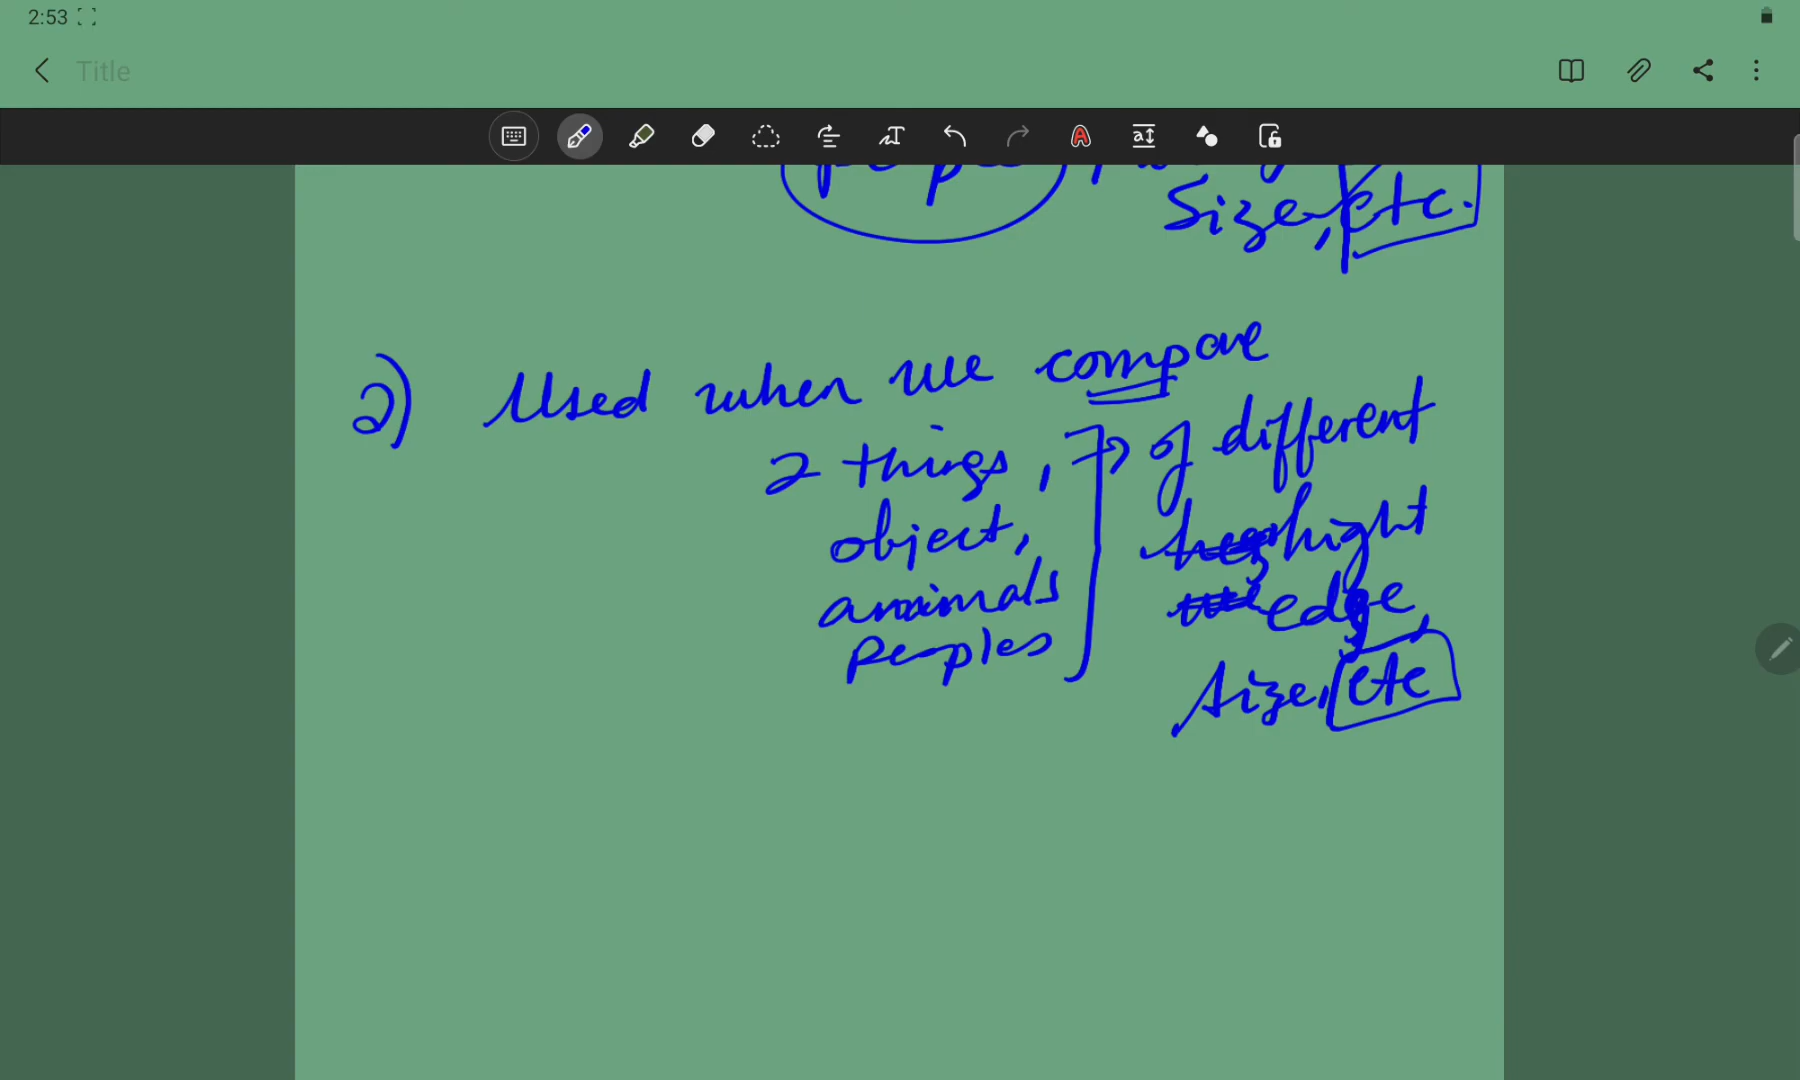 2:53
Title
Size, etc.
2) Used when we compare
2 things, of different
object, hight
animals edge,
peoples size, etc